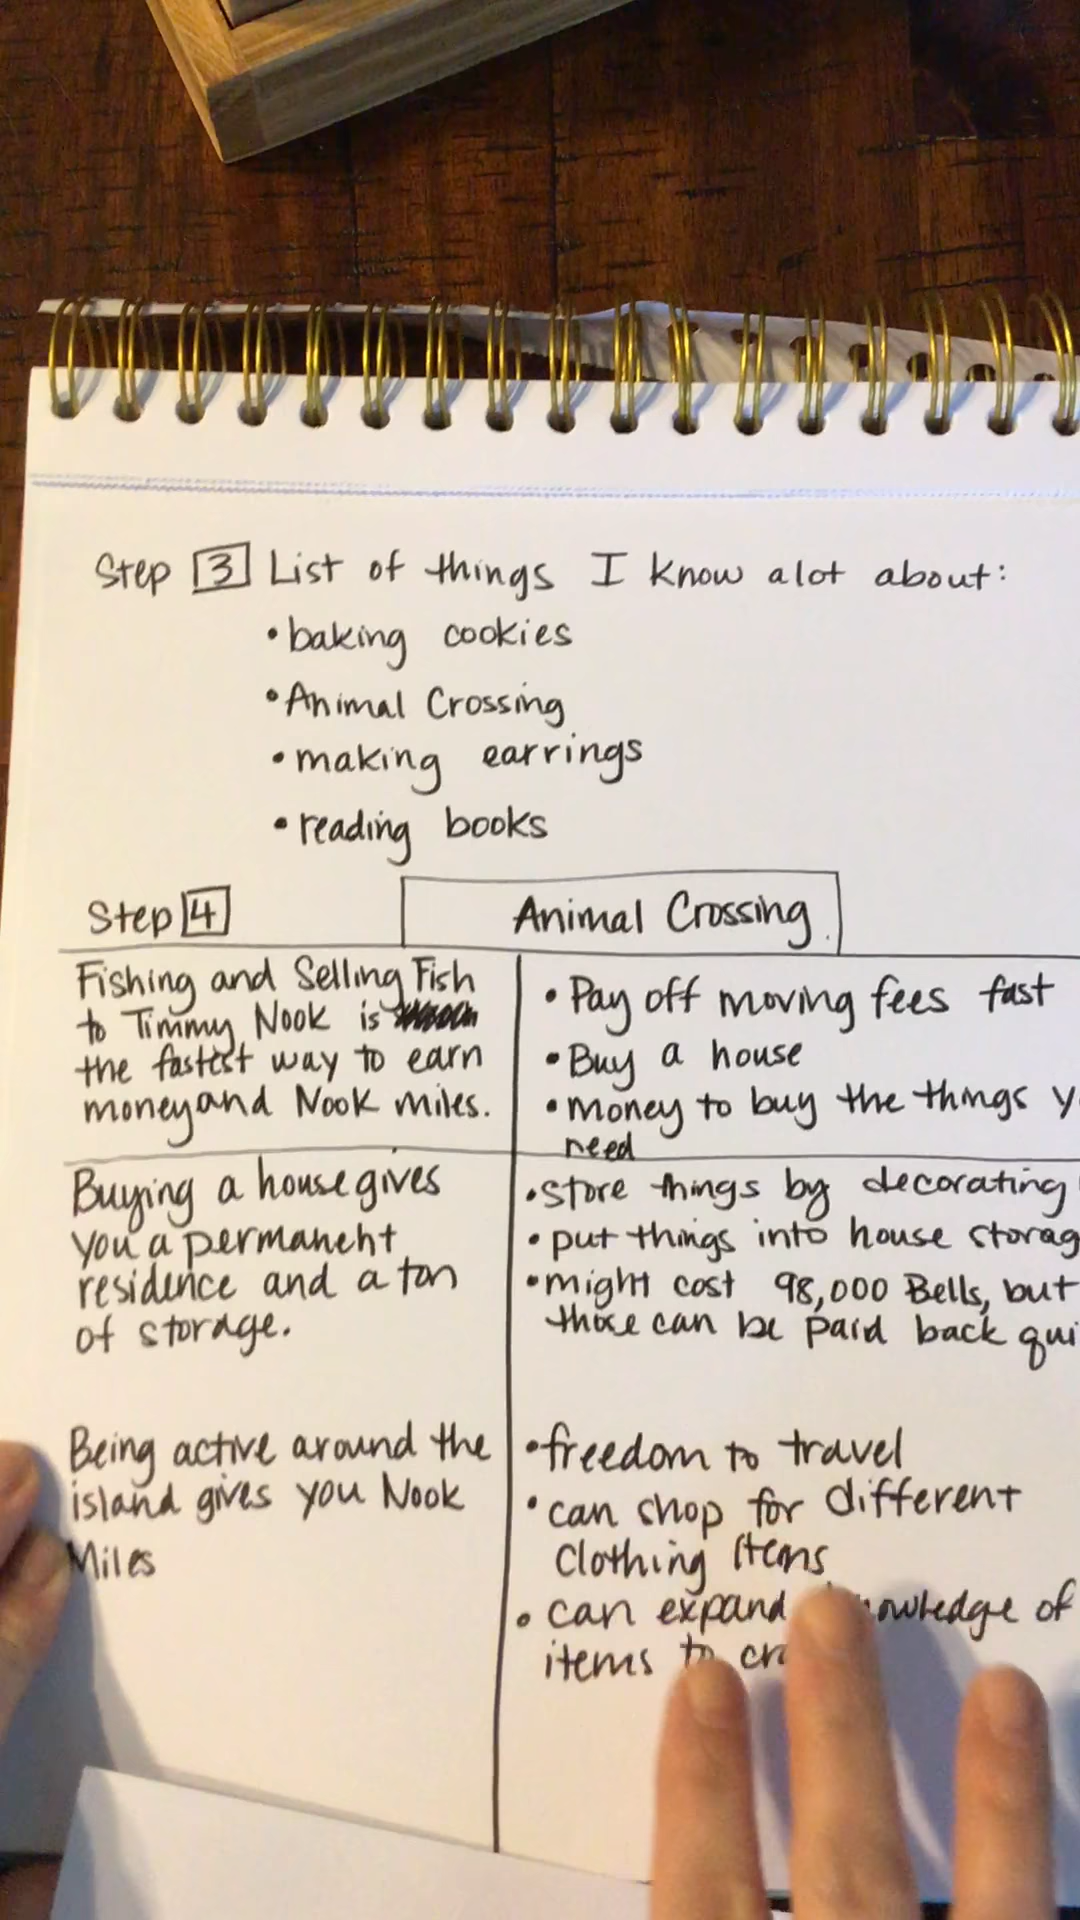 Step 3 List of things I know alot about:
•baking cookies
•Animal Crossing
•making earrings
•reading books
Step 4
Animal Crossing
Fishing and Selling Fish
to Timmy Nook is
the fastest way to earn
money and Nook miles.
•Pay off moving fees fast
•Buy a house
•money to buy the things
need
Buying a house gives
you a permanent
residence and a ton
of storage.
•store things by decorating
•put things into house
•might cost 98,000 Bells, but
those can be paid back
Being active around the
island gives you Nook
Miles
•freedom to travel
•can shop for different
clothing items
•can expand of
items to